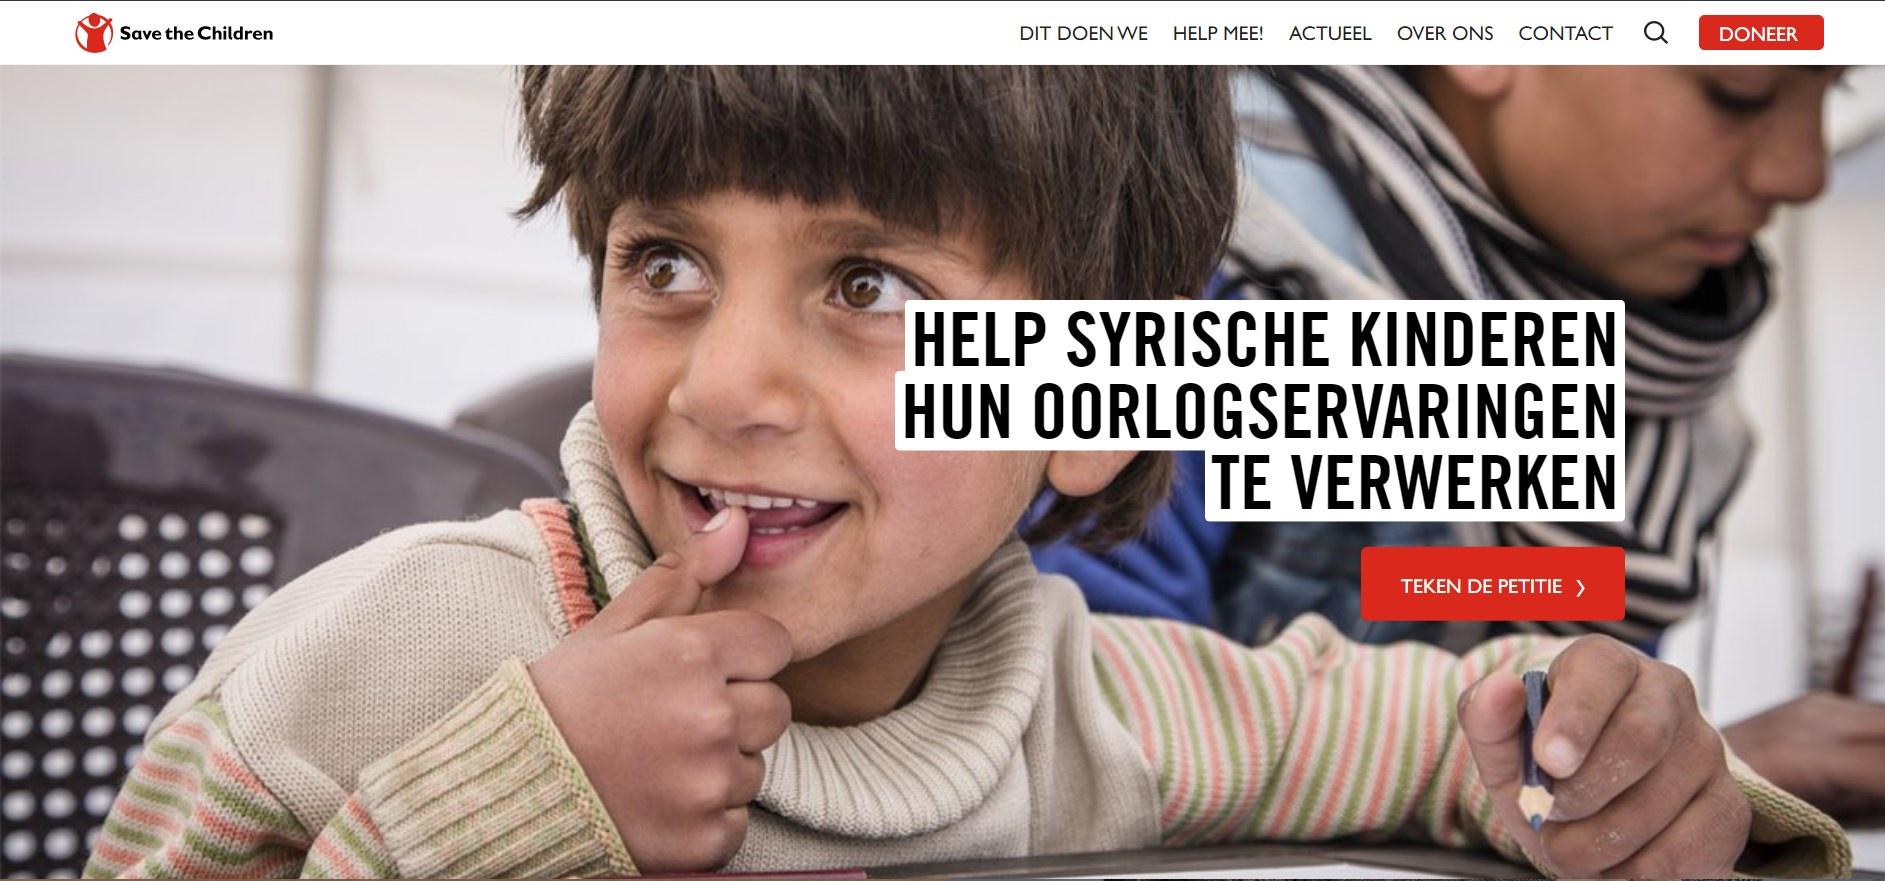 Save the Children
DIT DOEN WE
HELP MEE!
ACTUEEL
OVER ONS
CONTACT
DONEER
HELP SYRISCHE KINDEREN
HUN OORLOGSERVARINGEN
TE VERWERKEN
TEKEN DE PETITIE